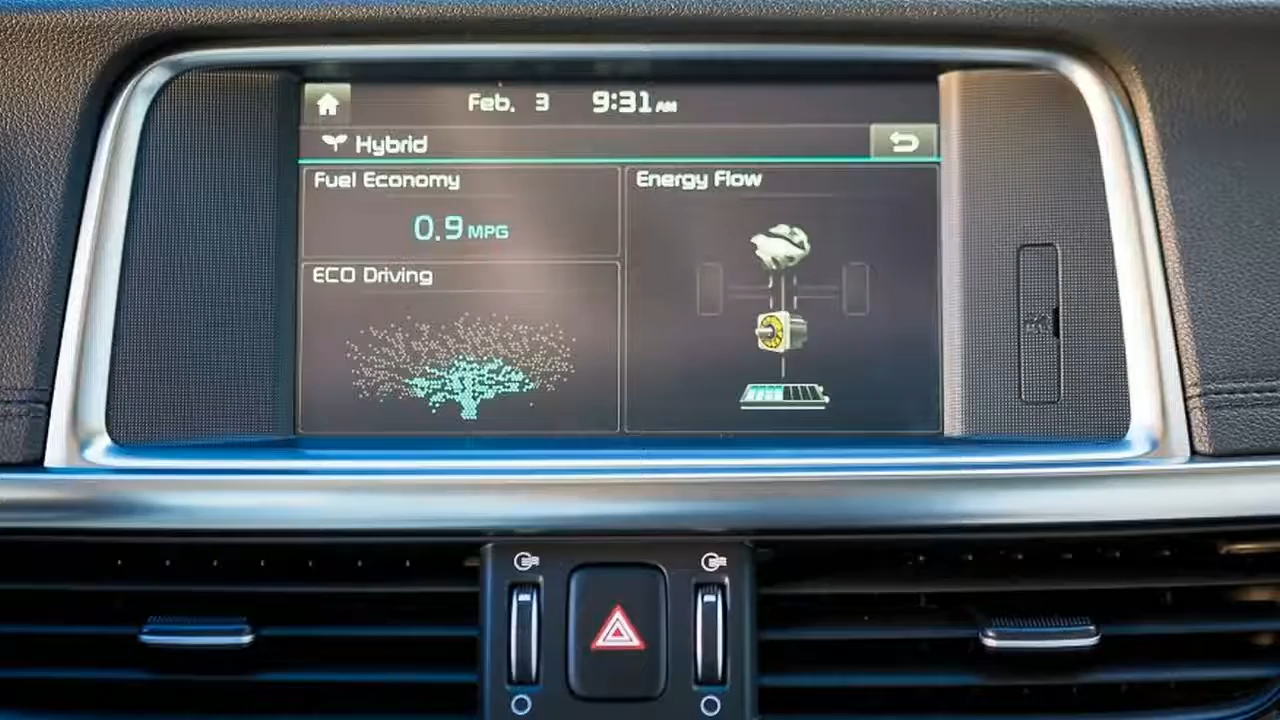 Feb. 3 9:31 AM
Hybrid
Fuel Economy
0.9 MPG
Energy Flow
ECO Driving